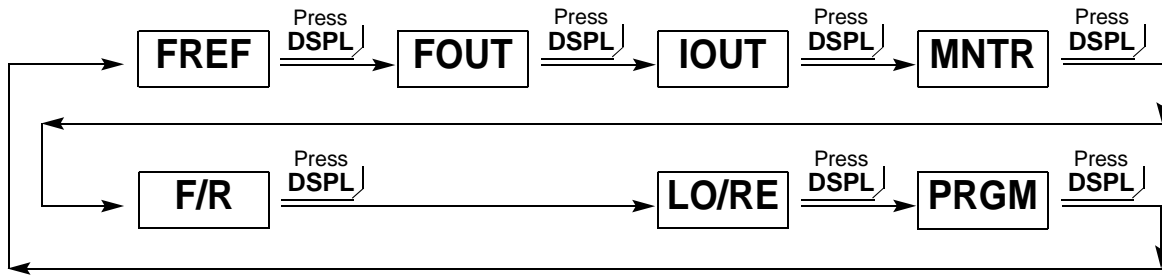 Press
DSPL
Press
DSPL
Press
DSPL
Press
DSPL
FREF
FOUT
IOUT
MNTR
Press
DSPL
Press
DSPL
Press
DSPL
F/R
LO/RE
PRGM